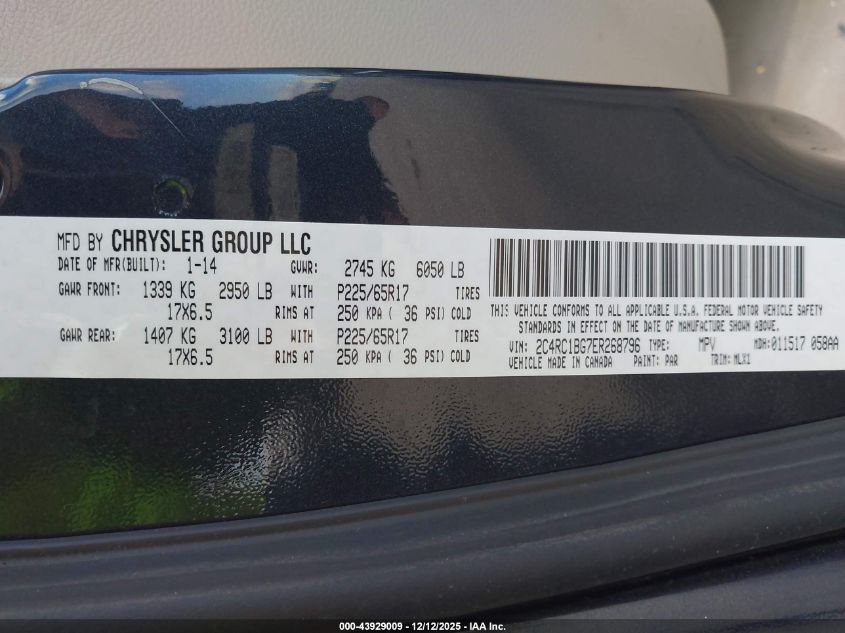 MFD BY CHRYSLER GROUP LLC
DATE OF MFR(BUILT): 1-14 GVWR: 2745 KG 6050 LB
GAWR FRONT: 1339 KG 2950 LB WITH P225/65R17 TIRES
17X6.5 RIMS AT 250 KPA ( 36 PSI) COLD
GAWR REAR: 1407 KG 3100 LB WITH P225/65R17 TIRES
17X6.5 RIMS AT 250 KPA ( 36 PSI) COLD
THIS VEHICLE CONFORMS TO ALL APPLICABLE U.S.A. FEDERAL MOTOR VEHICLE SAFETY
STANDARDS IN EFFECT ON THE DATE OF MANUFACTURE SHOWN ABOVE.
VIN: 2C4RC1BG7ER268796 TYPE: MPV MDH: 011517 058AA
VEHICLE MADE IN CANADA PAINT: PAR TRIM: MLX1
000-43929009 - 12/12/2025 - IAA Inc.